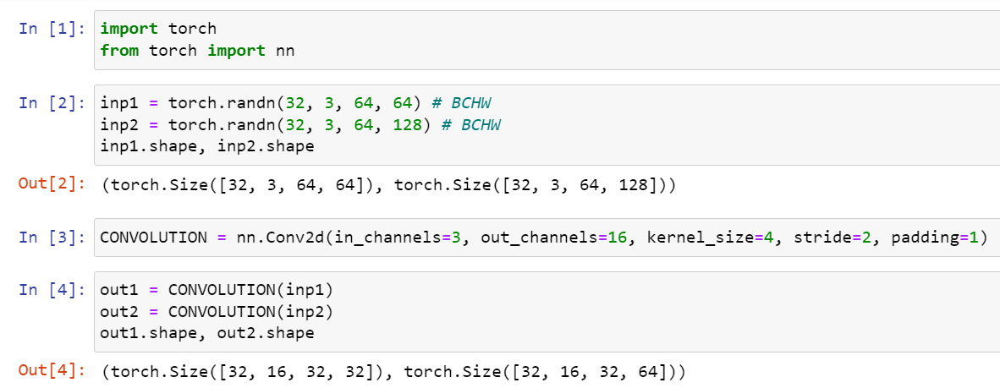 In [1]: import torch
from torch import nn
In [2]: inp1 = torch.randn(32, 3, 64, 64) # BCHW
inp2 = torch.randn(32, 3, 64, 128) # BCHW
inp1.shape, inp2.shape
Out[2]: (torch.Size([32, 3, 64, 64]), torch.Size([32, 3, 64, 128]))
In [3]: CONVOLUTION = nn.Conv2d(in_channels=3, out_channels=16, kernel_size=4, stride=2, padding=1)
In [4]: out1 = CONVOLUTION(inp1)
out2 = CONVOLUTION(inp2)
out1.shape, out2.shape
Out[4]: (torch.Size([32, 16, 32, 32]), torch.Size([32, 16, 32, 64]))